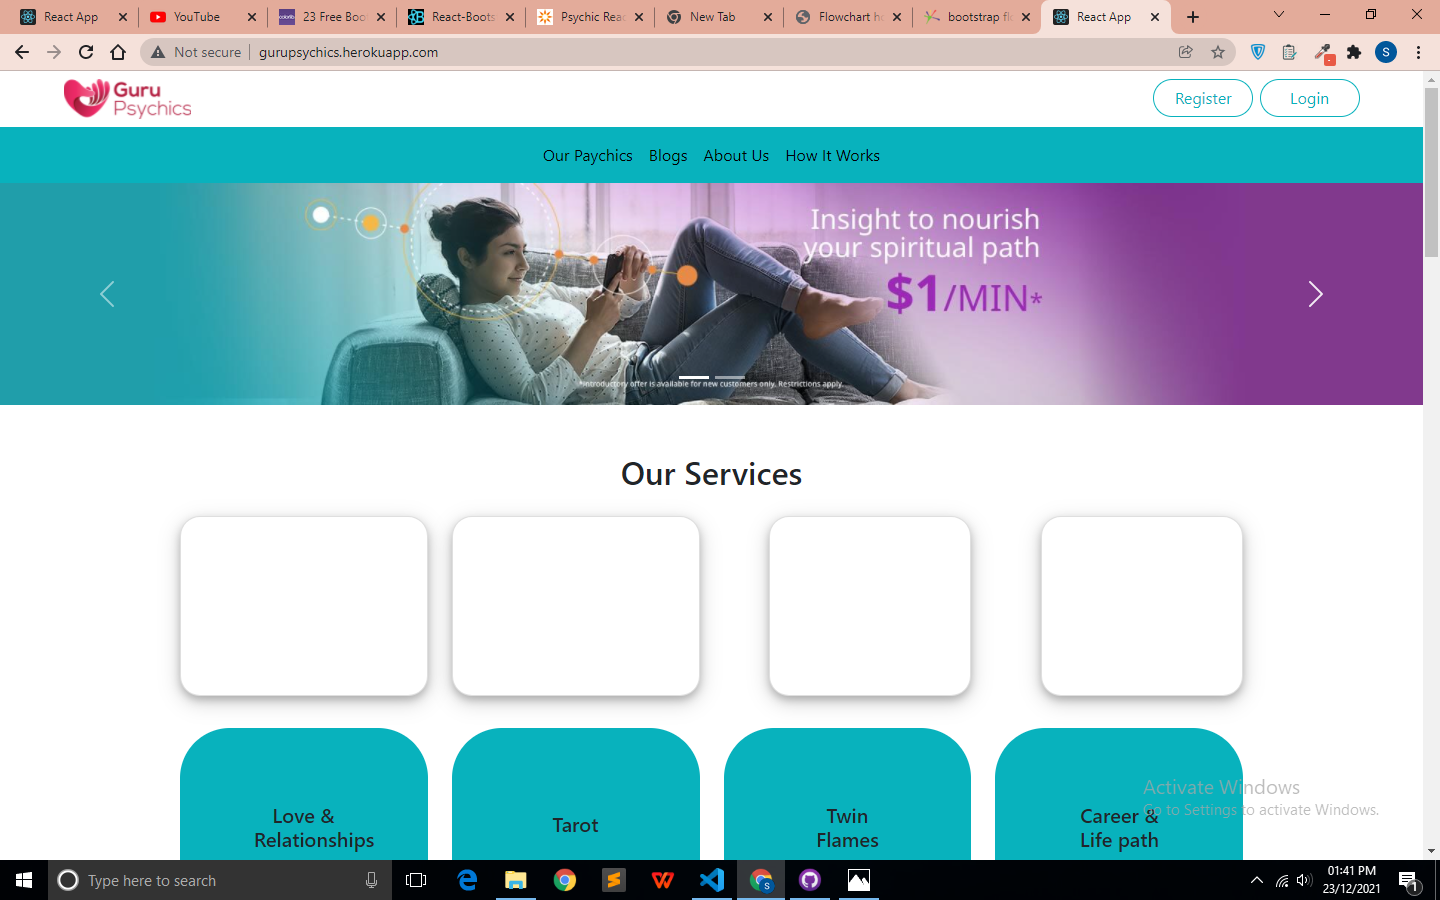 React App
YouTube
23 Free Boo
React-Boots
Psychic Reac
New Tab
Flowchart ho
bootstrap flo
React App
Not secure
gurupsychics.herokuapp.com
S
Guru
Psychics
Register
Login
Our Paychics
Blogs
About Us
How It Works
Insight to nourish
your spiritual path
$1/MIN*
*Introductory offer is available for new customers only. Restrictions apply.
Our Services
Love &
Relationships
Tarot
Twin
Flames
Career &
Life path
Activate Windows
Go to Settings to activate Windows.
Type here to search
01:41 PM
23/12/2021
1